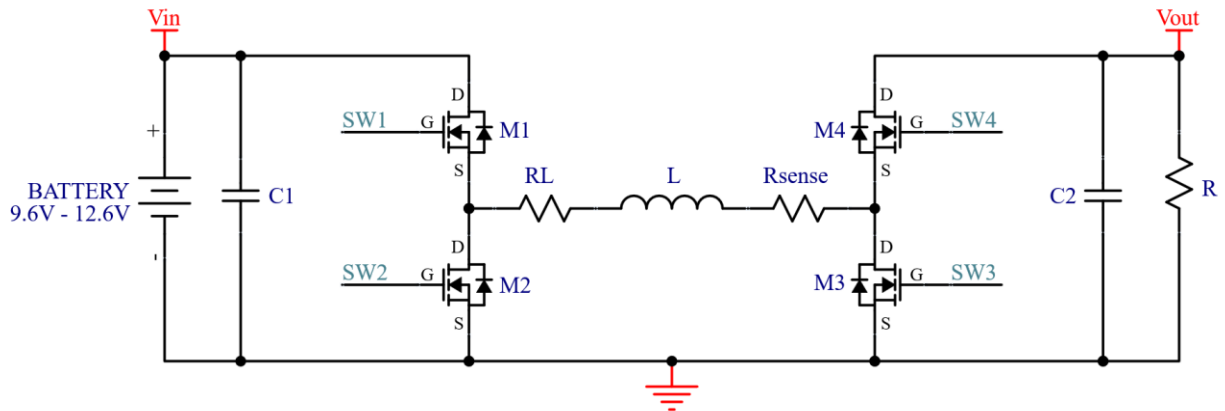 Vin
Vout
D
D
SW1
G
M1
M4
G
SW4
S
S
+
BATTERY
9.6V - 12.6V
-
C1
RL
L
Rsense
C2
R
D
D
SW2
G
M2
M3
G
SW3
S
S